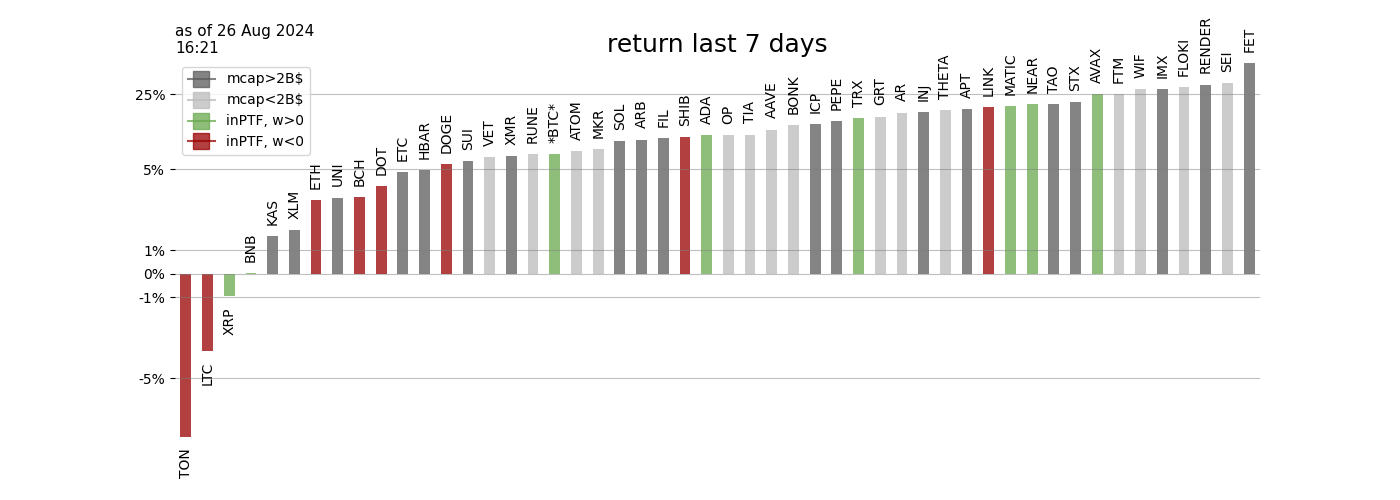 as of 26 Aug 2024
16:21
return last 7 days
mcap>2B$
mcap<2B$
inPTF, w>0
inPTF, w<0
25%
5%
1%
0%
-1%
-5%
TON
LTC
XRP
BNB
KAS
XLM
ETH
UNI
BCH
DOT
ETC
HBAR
DOGE
SUI
VET
XMR
RUNE
*BTC*
ATOM
MKR
SOL
ARB
FIL
SHIB
ADA
OP
TIA
AAVE
BONK
ICP
PEPE
TRX
GRT
AR
INJ
THETA
APT
LINK
MATIC
NEAR
TAO
STX
AVAX
FTM
WIF
IMX
FLOKI
RENDER
SEI
FET